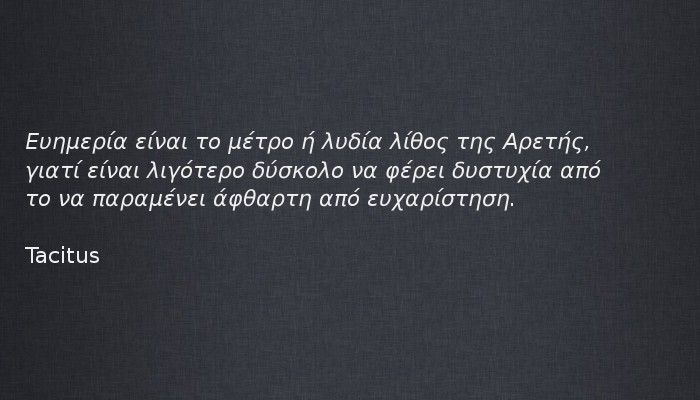 Ευημερία είναι το μέτρο ή λυδία λίθος της Αρετής,
γιατί είναι λιγότερο δύσκολο να φέρει δυστυχία από
το να παραμένει άφθαρτη από ευχαρίστηση.
Tacitus